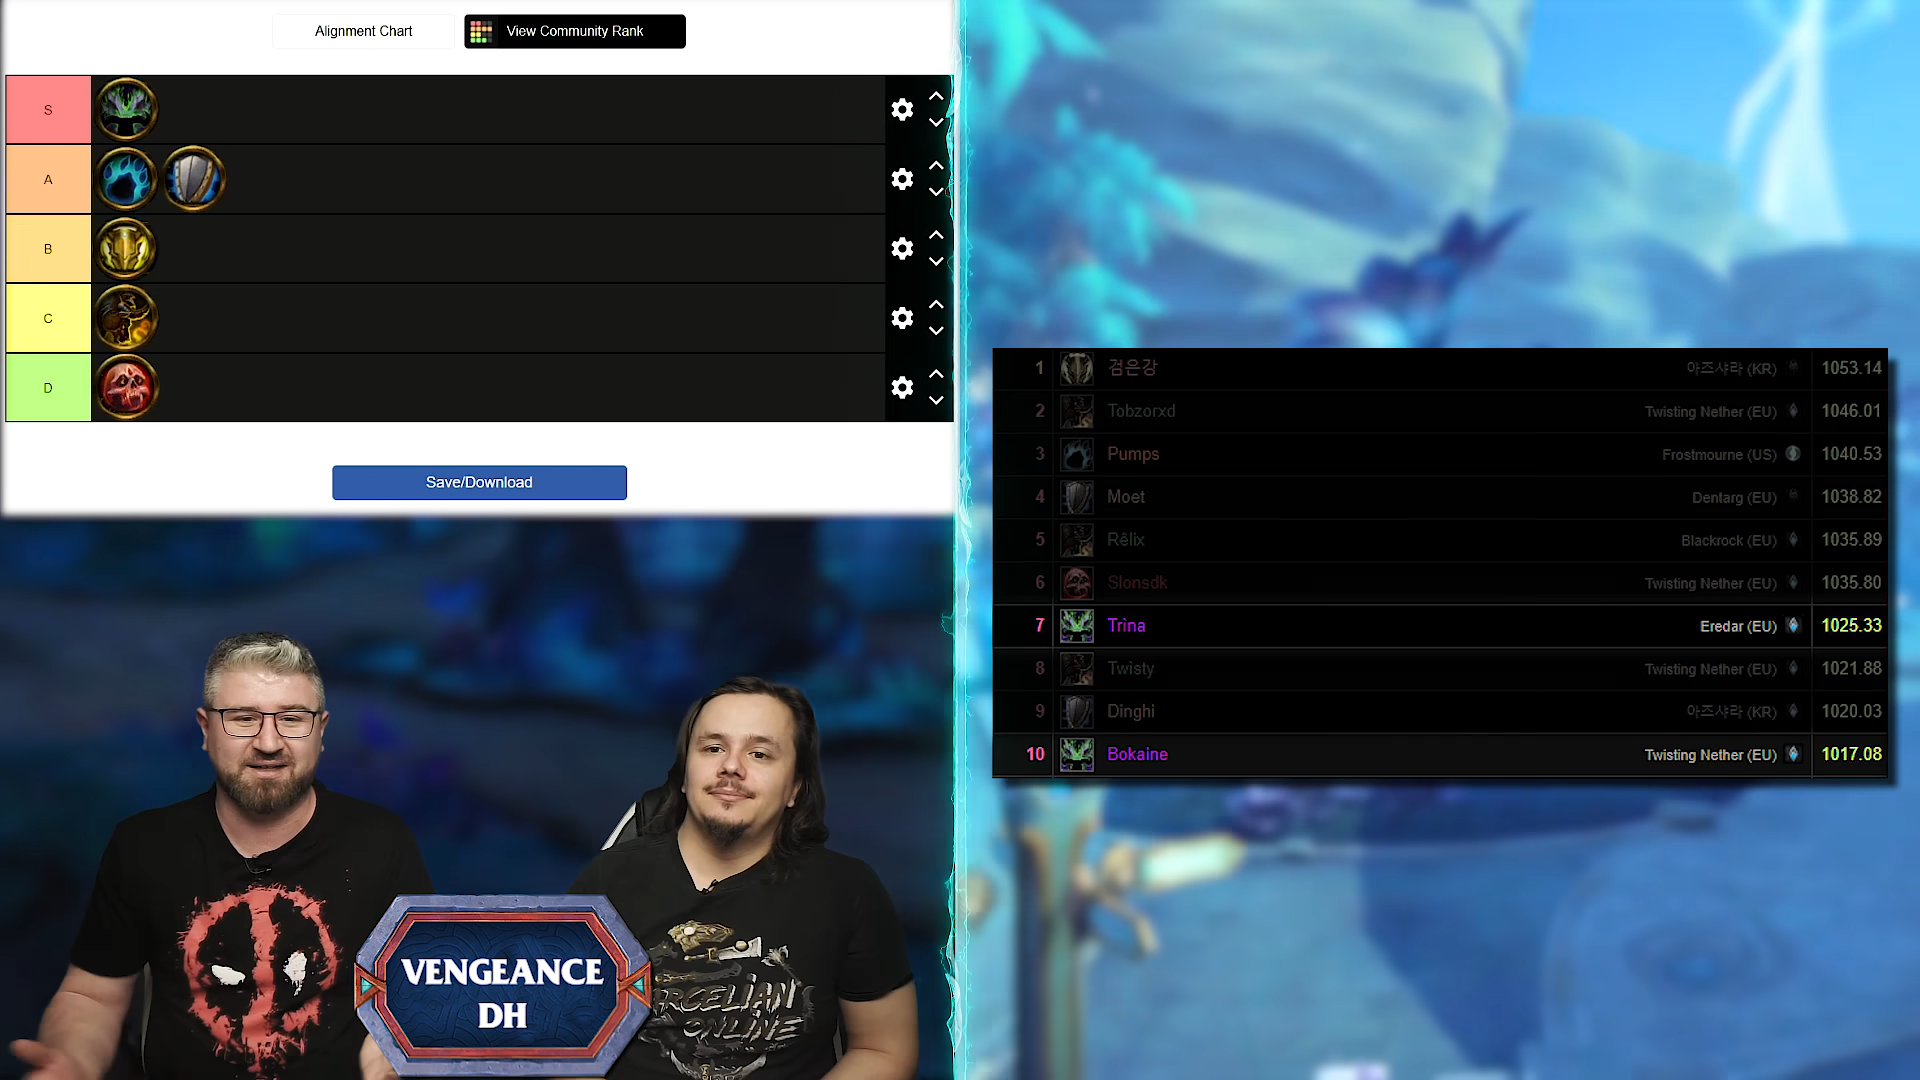 Alignment Chart
View Community Rank
S
A
B
C
D
Save/Download
1 검은강 아즈샤라 (KR) 1053.14
2 Tobzorxd Twisting Nether (EU) 1046.01
3 Pumps Frostmourne (US) 1040.53
4 Moet Dentarg (EU) 1038.82
5 Rêlix Blackrock (EU) 1035.89
6 Slonsdk Twisting Nether (EU) 1035.80
7 Trina Eredar (EU) 1025.33
8 Twisty Twisting Nether (EU) 1021.88
9 Dinghi 아즈샤라 (KR) 1020.03
10 Bokaine Twisting Nether (EU) 1017.08
VENGEANCE
DH
ONLINE